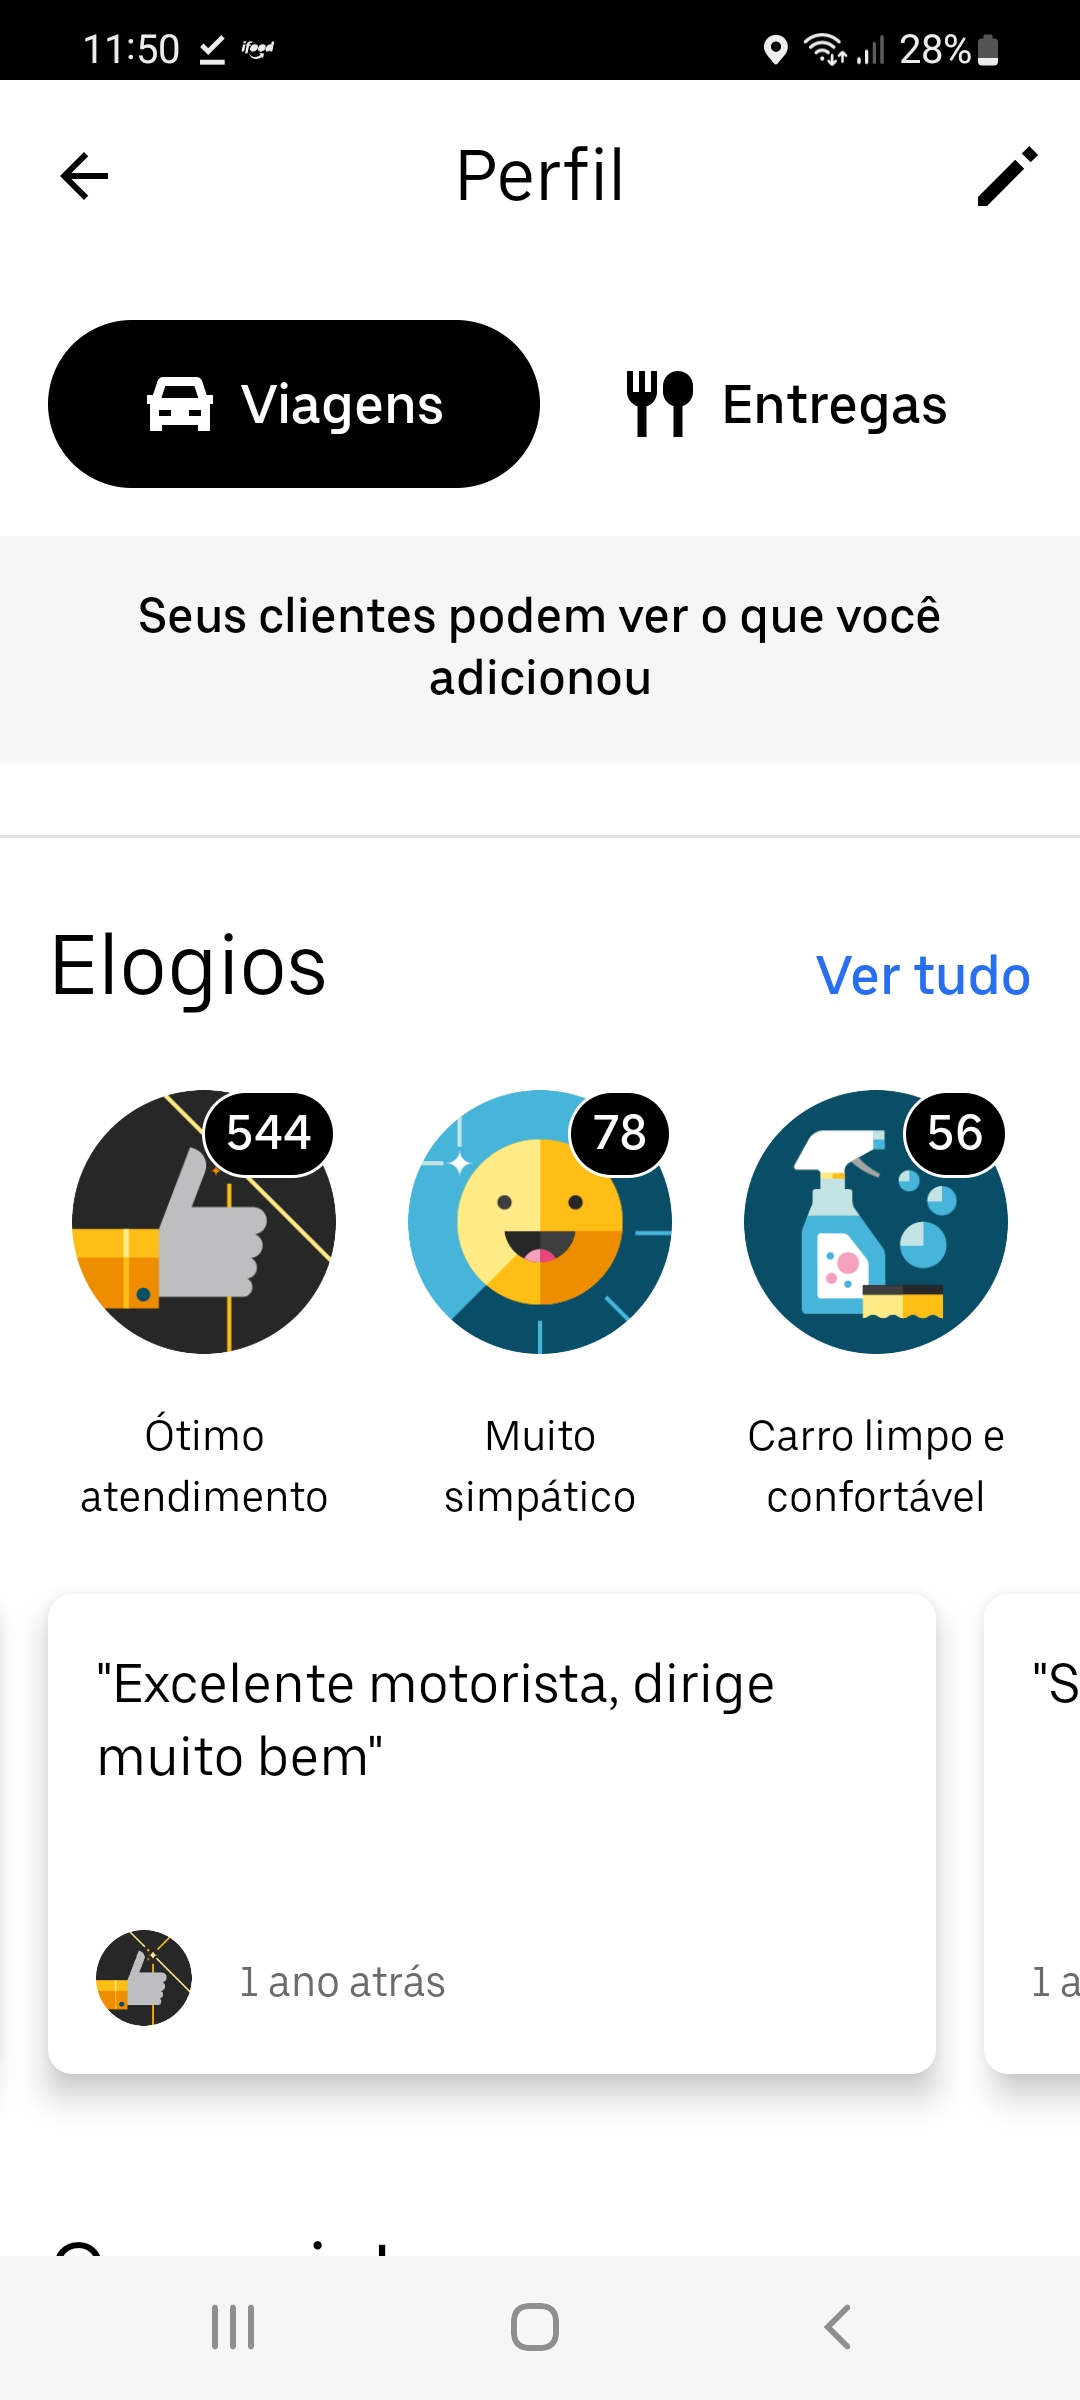 11:50
ifood
28%
Perfil
Viagens
Entregas
Seus clientes podem ver o que você
adicionou
Elogios
Ver tudo
544
78
56
Ótimo
atendimento
Muito
simpático
Carro limpo e
confortável
"Excelente motorista, dirige
muito bem"
"S
1 ano atrás
1 a